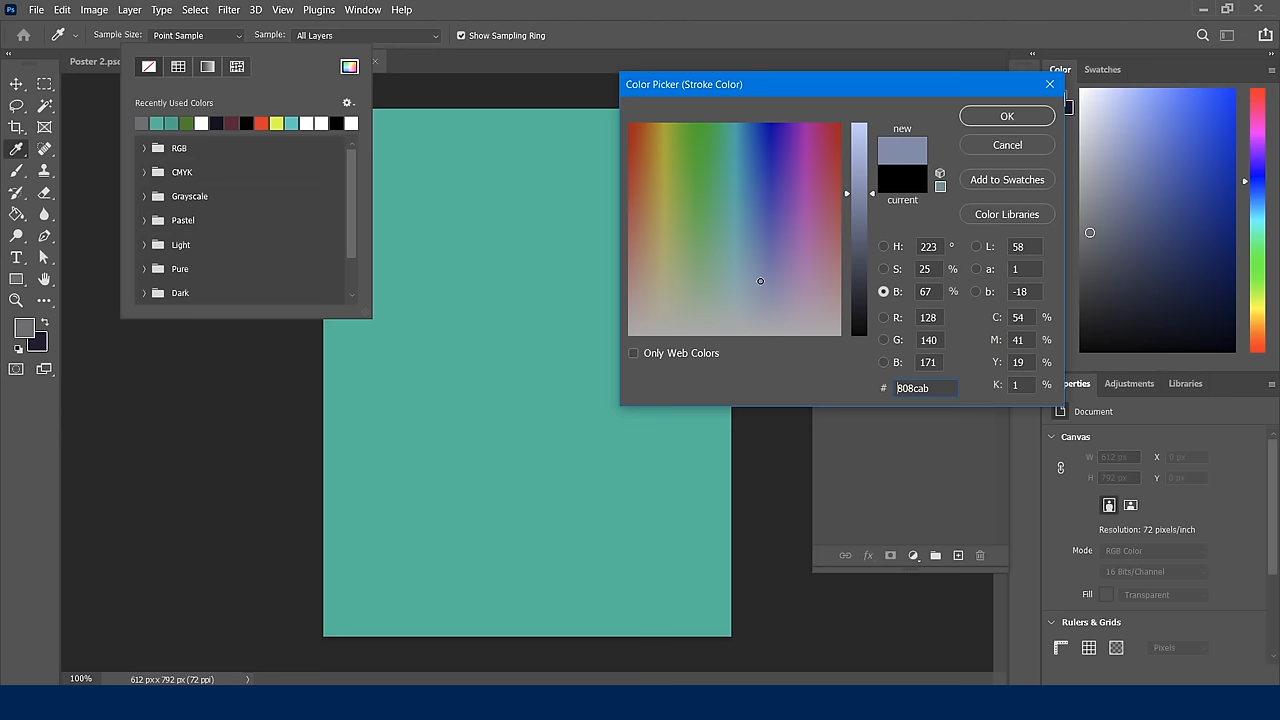 Ps File Edit Image Layer Type Select Filter 3D View Plugins Window Help
Sample Size: Point Sample Sample: All Layers Show Sampling Ring
Poster 2.psd
Recently Used Colors
RGB
CMYK
Grayscale
Pastel
Light
Pure
Dark
Color Picker (Stroke Color)
new
current
OK
Cancel
Add to Swatches
Color Libraries
H: 223 ° L: 58
S: 25 % a: 1
B: 67 % b: -18
R: 128 C: 54 %
G: 140 M: 41 %
B: 171 Y: 19 %
# 808cab K: 1 %
Only Web Colors
Color Swatches
perties Adjustments Libraries
Document
Canvas
W 612 px X 0 px
H 792 px Y 0 px
Resolution: 72 pixels/inch
Mode RGB Color
16 Bits/Channel
Fill Transparent
Rulers & Grids
Pixels
fx
100% 612 px x 792 px (72 ppi)